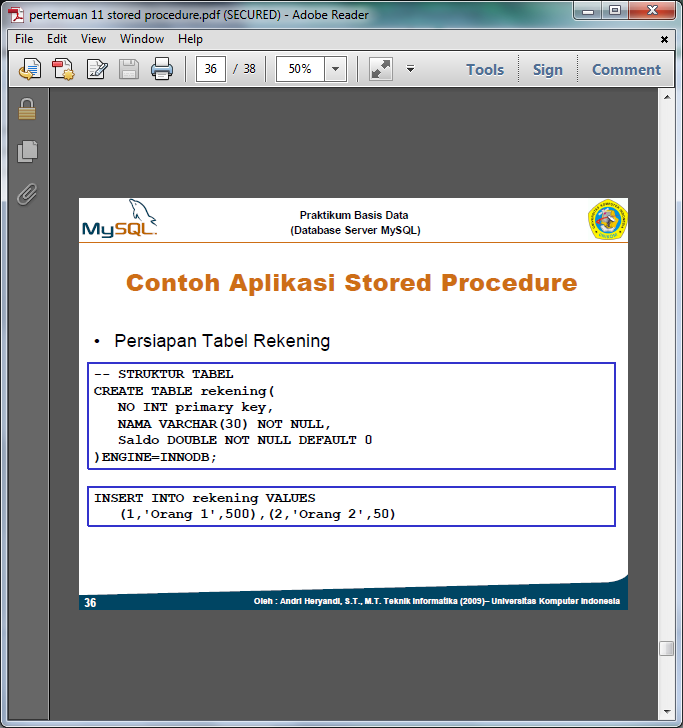 pertemuan 11 stored procedure.pdf (SECURED) - Adobe Reader
File Edit View Window Help
36 / 38 50% Tools Sign Comment
MySQL.
Praktikum Basis Data
(Database Server MySQL)
Contoh Aplikasi Stored Procedure
• Persiapan Tabel Rekening
-- STRUKTUR TABEL
CREATE TABLE rekening(
NO INT primary key,
NAMA VARCHAR(30) NOT NULL,
Saldo DOUBLE NOT NULL DEFAULT 0
)ENGINE=INNODB;
INSERT INTO rekening VALUES
(1,'Orang 1',500),(2,'Orang 2',50)
36
Oleh : Andri Heryandi, S.T., M.T. Teknik Informatika (2009)– Universitas Komputer Indonesia